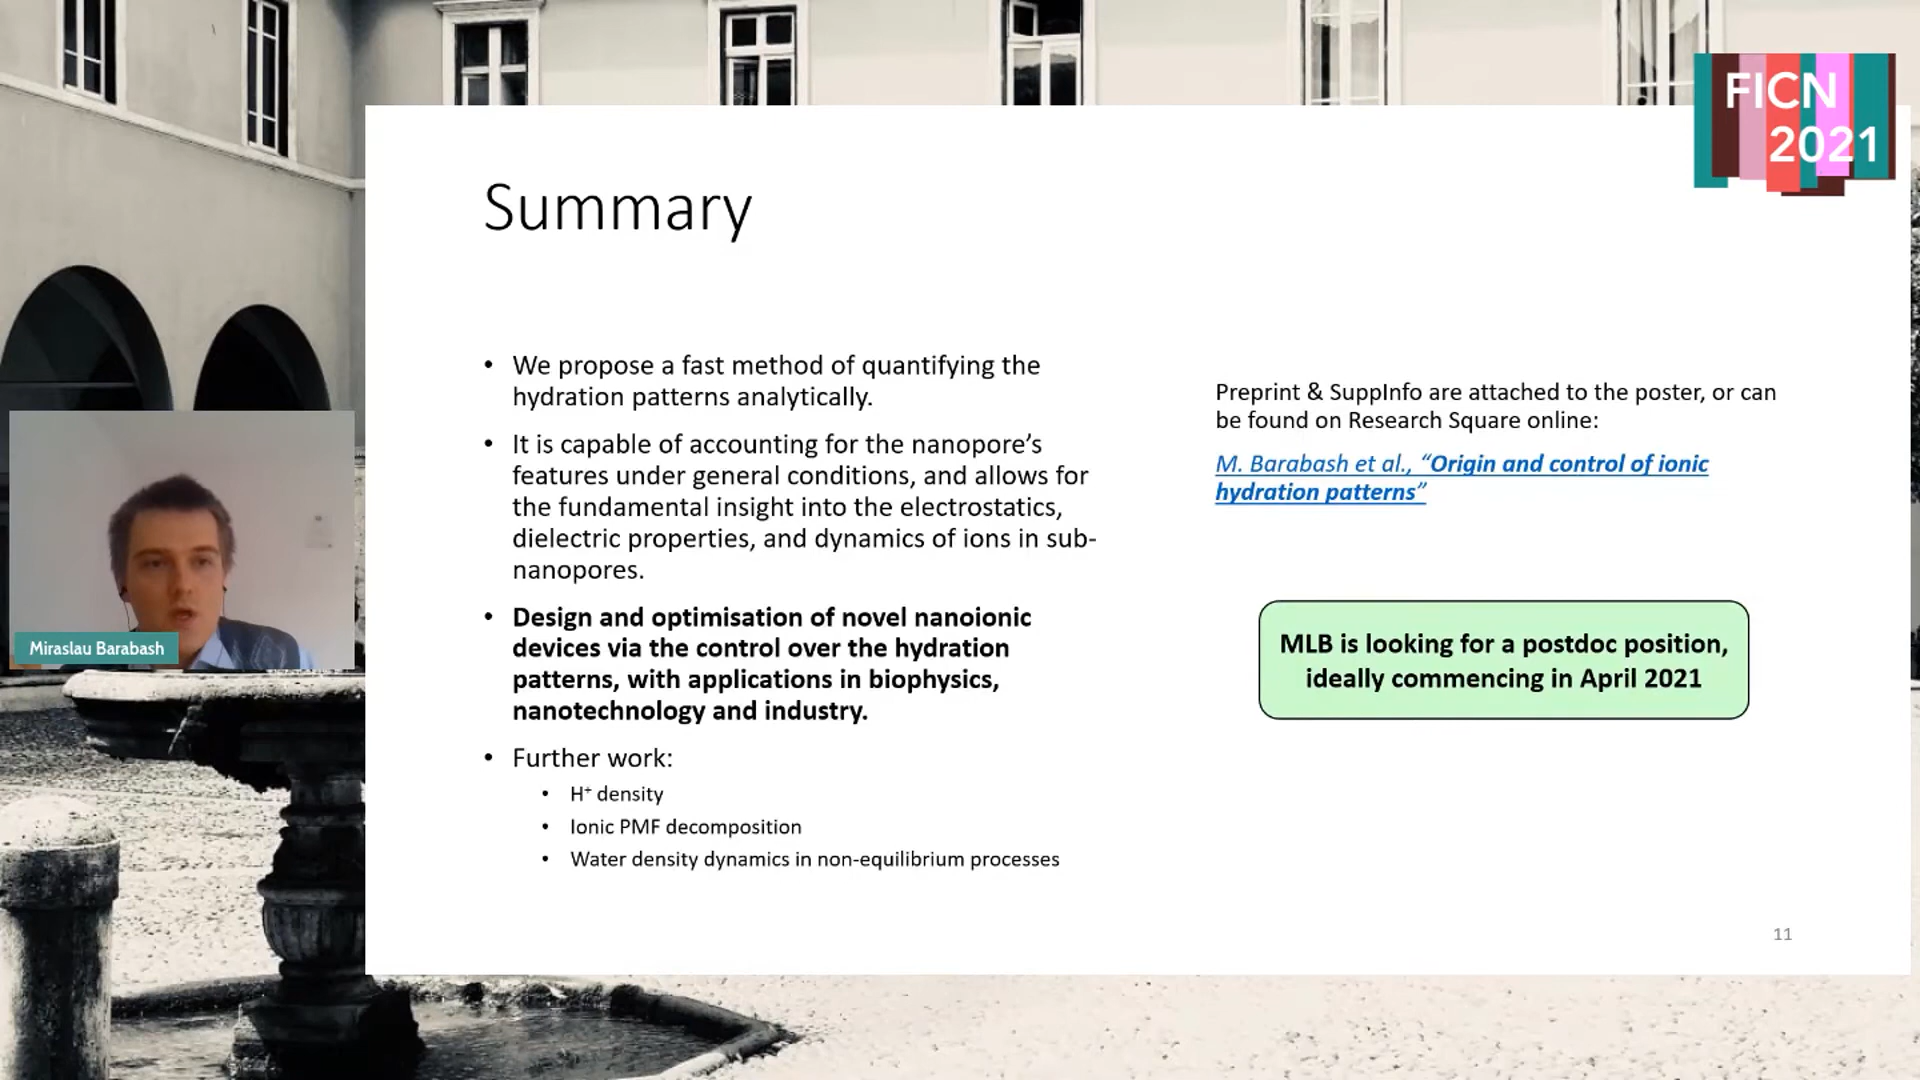 FICN
2021
Summary
• We propose a fast method of quantifying the
hydration patterns analytically.
• It is capable of accounting for the nanopore’s
features under general conditions, and allows for
the fundamental insight into the electrostatics,
dielectric properties, and dynamics of ions in sub-
nanopores.
• Design and optimisation of novel nanoionic
devices via the control over the hydration
patterns, with applications in biophysics,
nanotechnology and industry.
• Further work:
• H⁺ density
• Ionic PMF decomposition
• Water density dynamics in non-equilibrium processes
Preprint & SuppInfo are attached to the poster, or can
be found on Research Square online:
M. Barabash et al., “Origin and control of ionic
hydration patterns”
MLB is looking for a postdoc position,
ideally commencing in April 2021
11
Miraslau Barabash